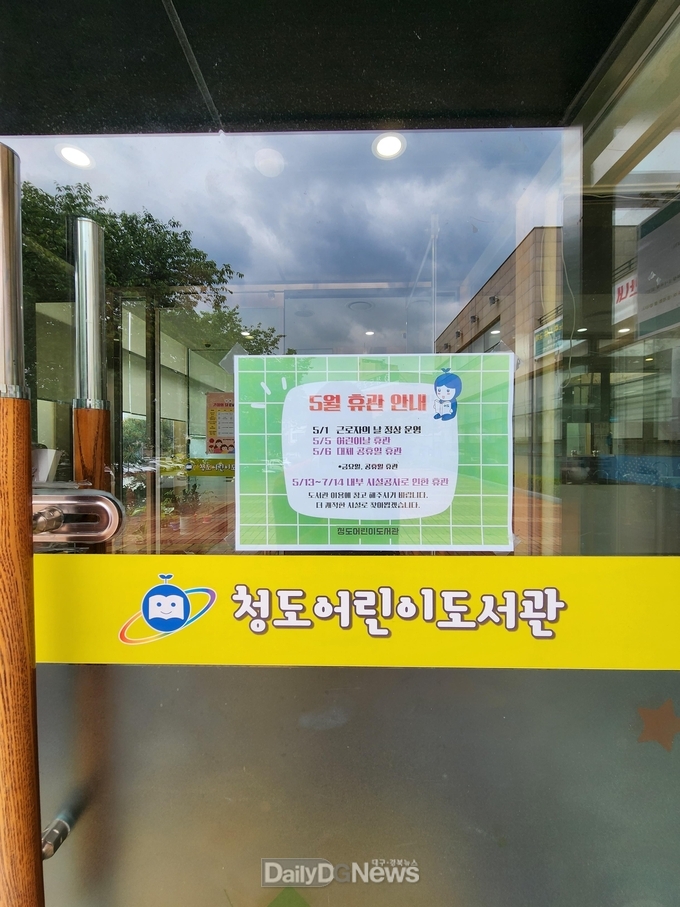 5월 휴관 안내
5/1 근로자의 날 정상 운영
5/5 어린이날 휴관
5/6 대체 공휴일 휴관
*금요일, 공휴일 휴관
5/13~7/14 내부 시설공사로 인한 휴관
도서관 이용에 참고 해주시기 바랍니다.
더 쾌적한 시설로 찾아뵙겠습니다.
청도어린이도서관
청도어린이도서관
대구·경북뉴스
DailyDGNews